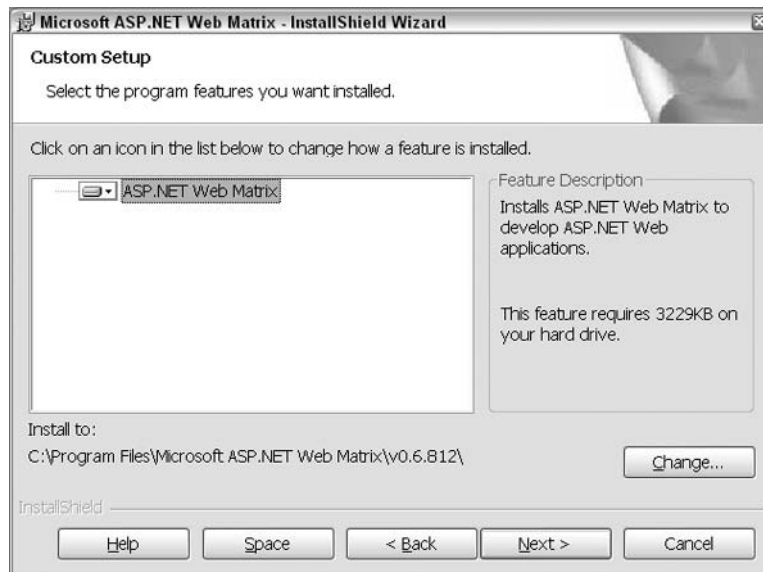 Microsoft ASP.NET Web Matrix - InstallShield Wizard
Custom Setup
Select the program features you want installed.
Click on an icon in the list below to change how a feature is installed.
ASP.NET Web Matrix
Feature Description
Installs ASP.NET Web Matrix to
develop ASP.NET Web
applications.
This feature requires 3229KB on
your hard drive.
Install to:
C:\Program Files\Microsoft ASP.NET Web Matrix\v0.6.812\
Change...
InstallShield
Help
Space
< Back
Next >
Cancel